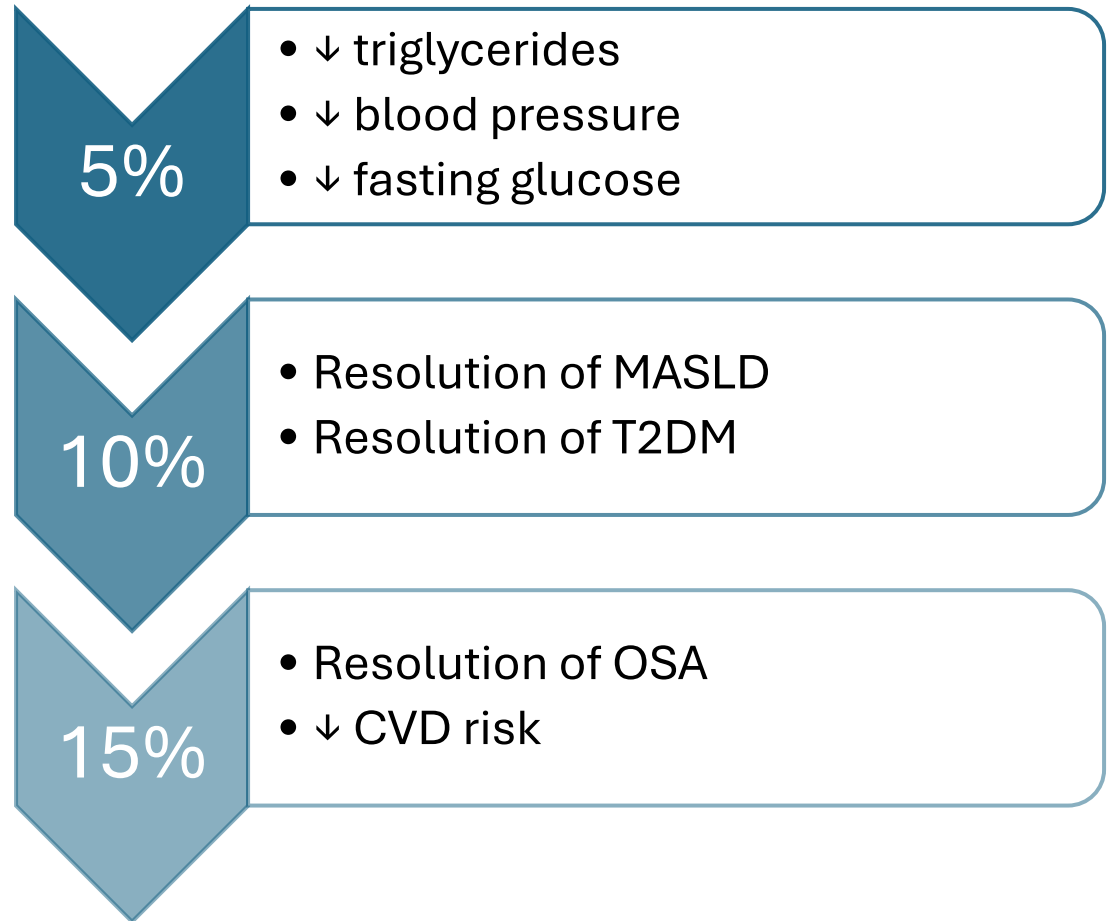 5%
• ↓ triglycerides
• ↓ blood pressure
• ↓ fasting glucose
10%
• Resolution of MASLD
• Resolution of T2DM
15%
• Resolution of OSA
• ↓ CVD risk